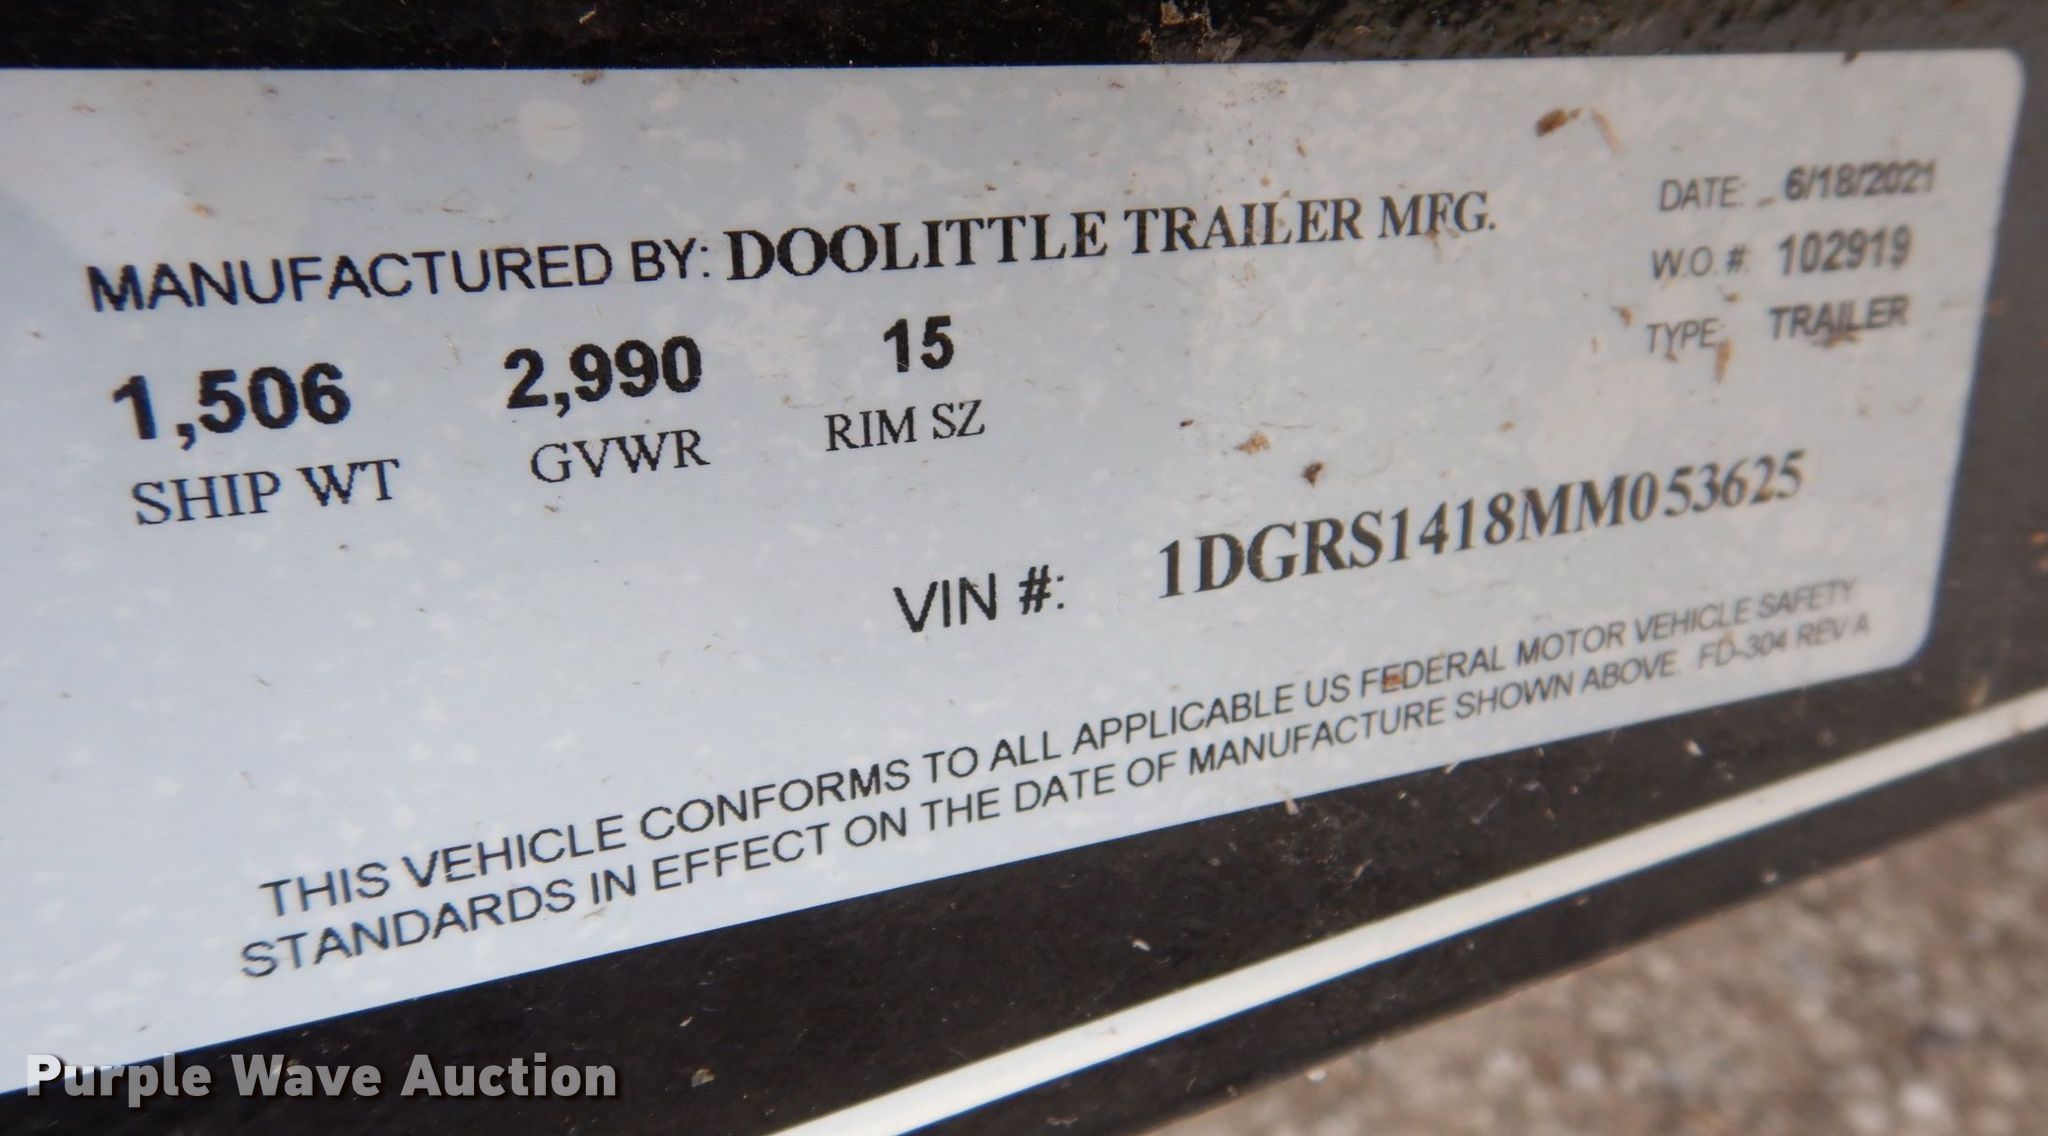 MANUFACTURED BY: DOOLITTLE TRAILER MFG.
DATE: 6/18/2021
W.O.#: 102919
TYPE: TRAILER
1,506 2,990 15
SHIP WT GVWR RIM SZ
VIN #: 1DGRS1418MM053625
THIS VEHICLE CONFORMS TO ALL APPLICABLE US FEDERAL MOTOR VEHICLE SAFETY
STANDARDS IN EFFECT ON THE DATE OF MANUFACTURE SHOWN ABOVE. FD-304 REV A
Purple Wave Auction